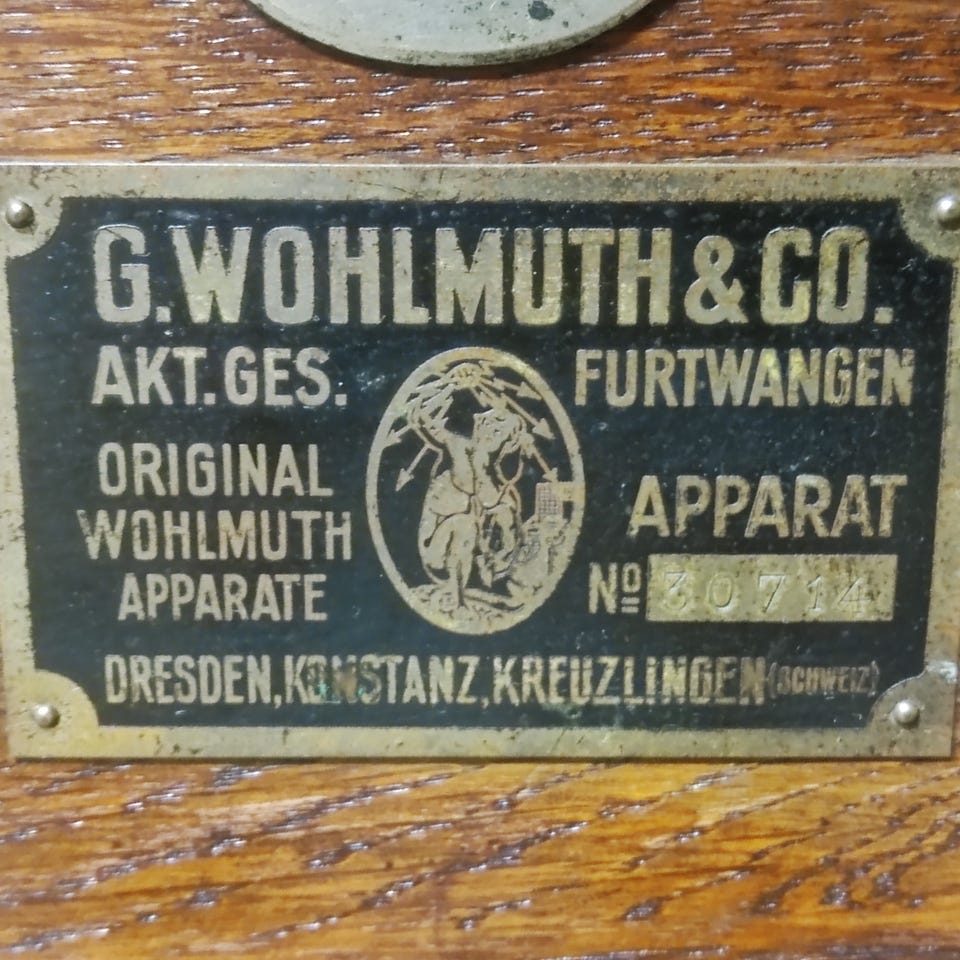 G. WOHLMUTH & CO.
AKT. GES. FURTWANGEN
ORIGINAL
WOHLMUTH
APPARATE
APPARAT
Nº 30714
DRESDEN, KONSTANZ, KREUZLINGEN (SCHWEIZ)